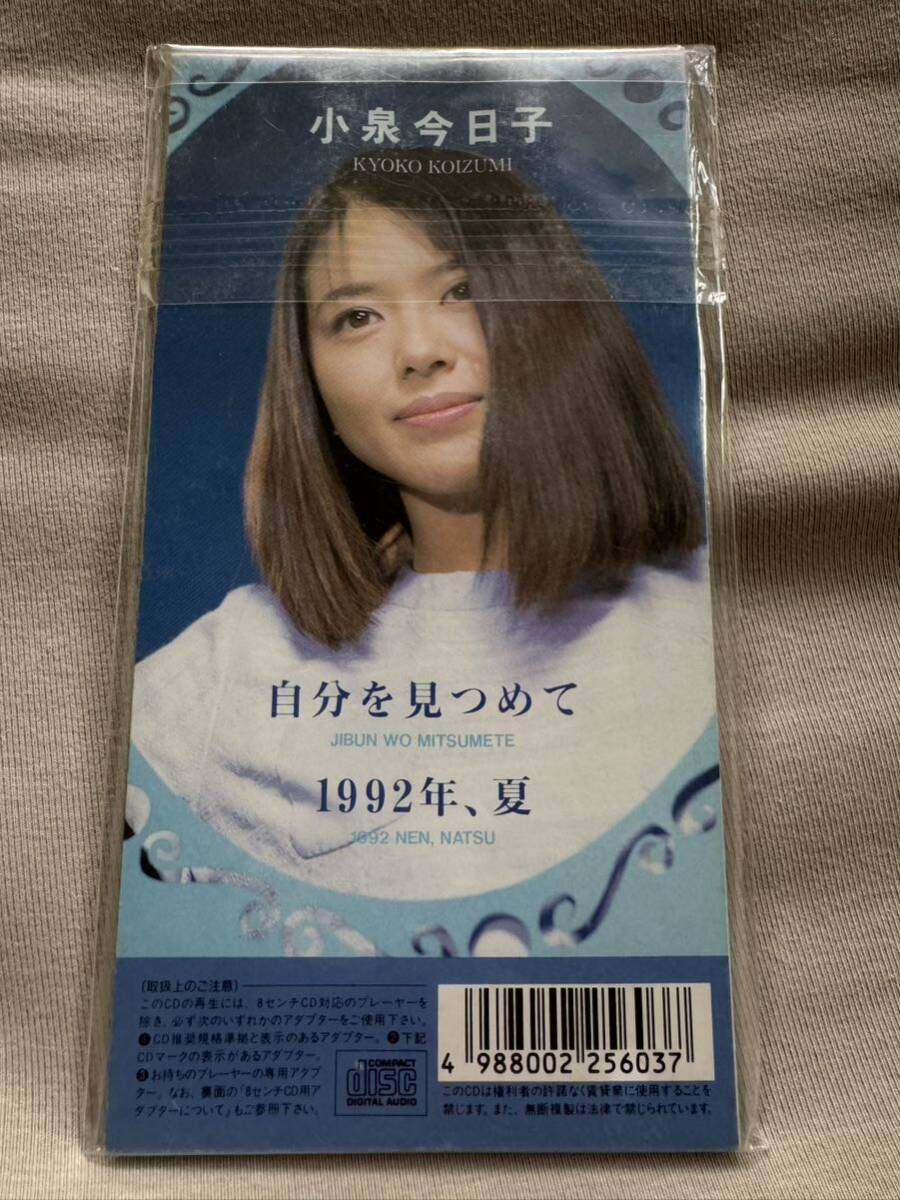 小泉今日子
KYOKO KOIZUMI
自分を見つめて
JIBUN WO MITSUMETE
1992年、夏
1992 NEN, NATSU
〔取扱上のご注意〕
このCDの再生には、8センチCD対応のプレーヤーを
除き、必ず次のいずれかのアダプターをご使用下さい。
❶CD推奨規格準拠と表示のあるアダプター。❷下記
CDマークの表示があるアダプター。
❸お持ちのプレーヤーの専用アダプ
ター。なお、裏面の「8センチCD用ア
ダプターについて」もご参照下さい。
COMPACT
disc
DIGITAL AUDIO
4 988002 256037
このCDは権利者の許諾なく賃貸業に使用することを
禁じます。また、無断複製は法律で禁じられています。